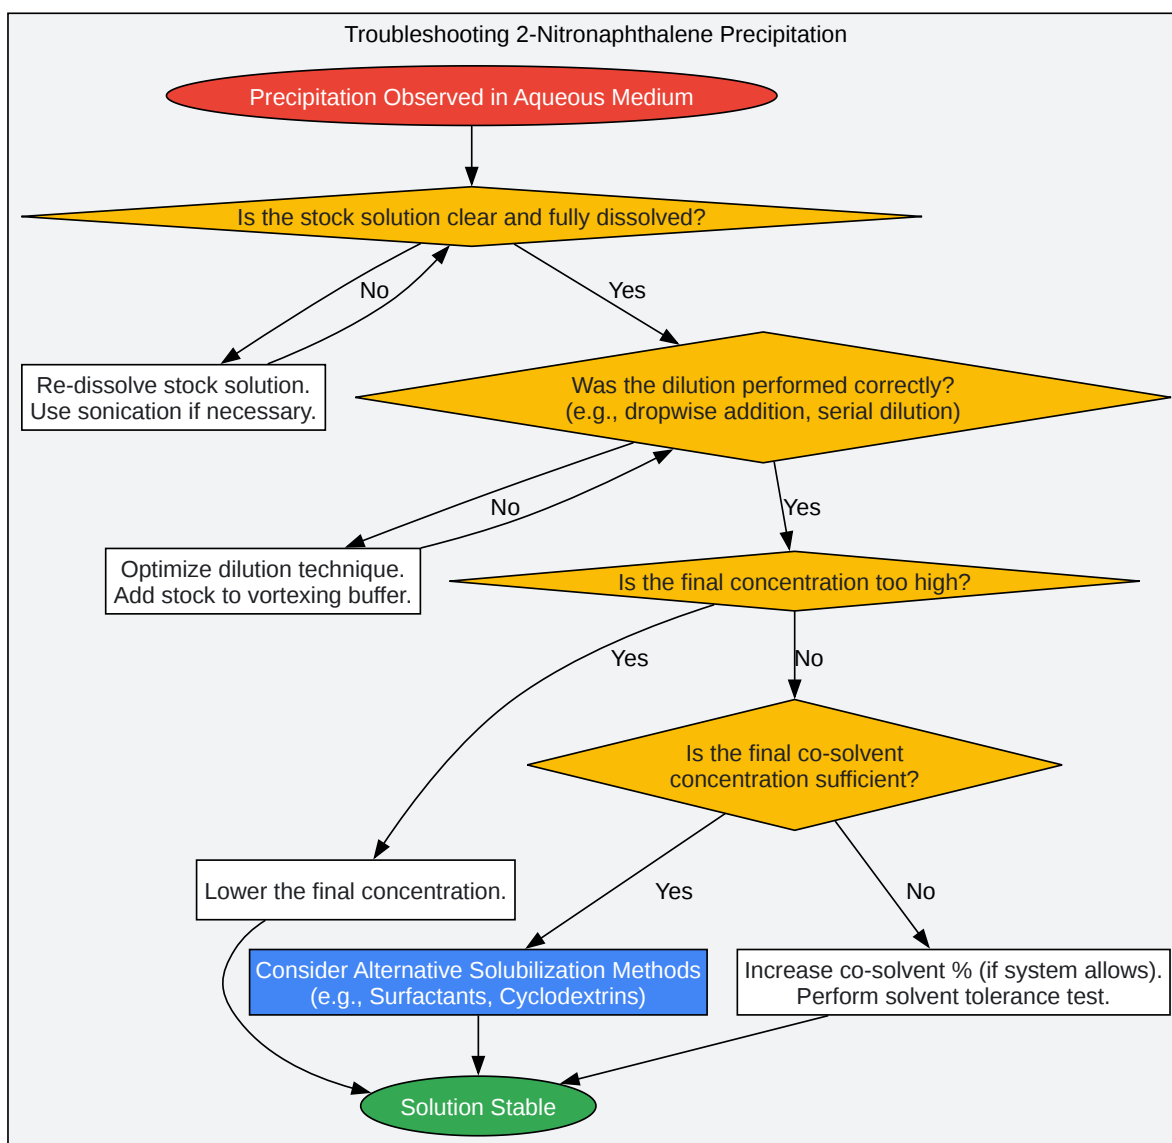 Troubleshooting 2-Nitronaphthalene Precipitation
Precipitation Observed in Aqueous Medium
Is the stock solution clear and fully dissolved?
No
Yes
Re-dissolve stock solution.
Use sonication if necessary.
Was the dilution performed correctly?
(e.g., dropwise addition, serial dilution)
No
Yes
Optimize dilution technique.
Add stock to vortexing buffer.
Is the final concentration too high?
Yes
No
Is the final co-solvent
concentration sufficient?
Lower the final concentration.
Yes
No
Consider Alternative Solubilization Methods
(e.g., Surfactants, Cyclodextrins)
Increase co-solvent % (if system allows).
Perform solvent tolerance test.
Solution Stable